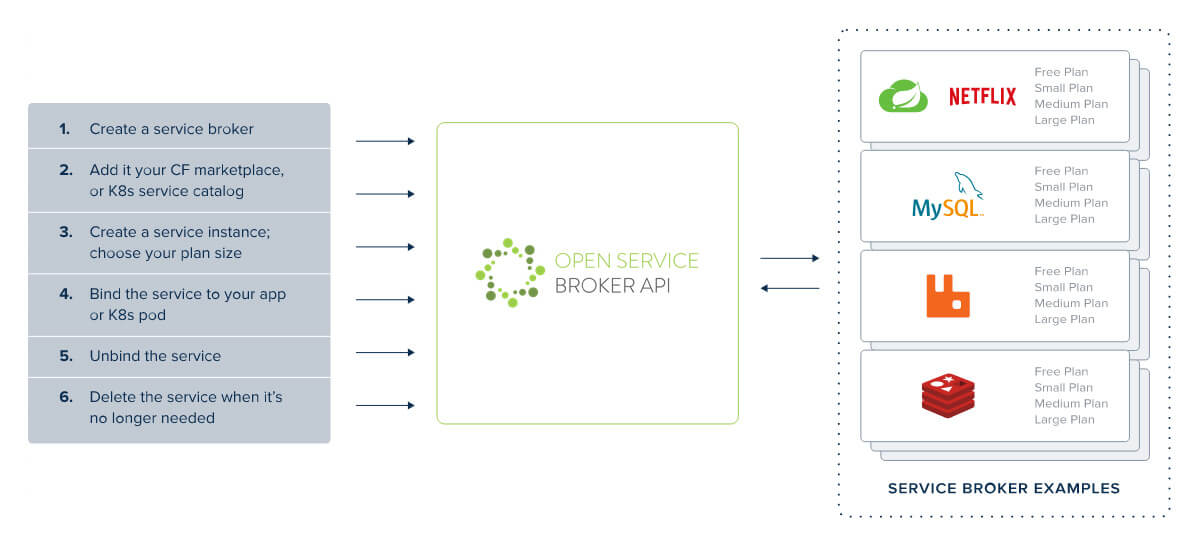 1. Create a service broker
2. Add it your CF marketplace,
or K8s service catalog
3. Create a service instance;
choose your plan size
4. Bind the service to your app
or K8s pod
5. Unbind the service
6. Delete the service when it's
no longer needed
OPEN SERVICE
BROKER API
NETFLIX
Free Plan
Small Plan
Medium Plan
Large Plan
MySQL
Free Plan
Small Plan
Medium Plan
Large Plan
Free Plan
Small Plan
Medium Plan
Large Plan
Free Plan
Small Plan
Medium Plan
Large Plan
SERVICE BROKER EXAMPLES